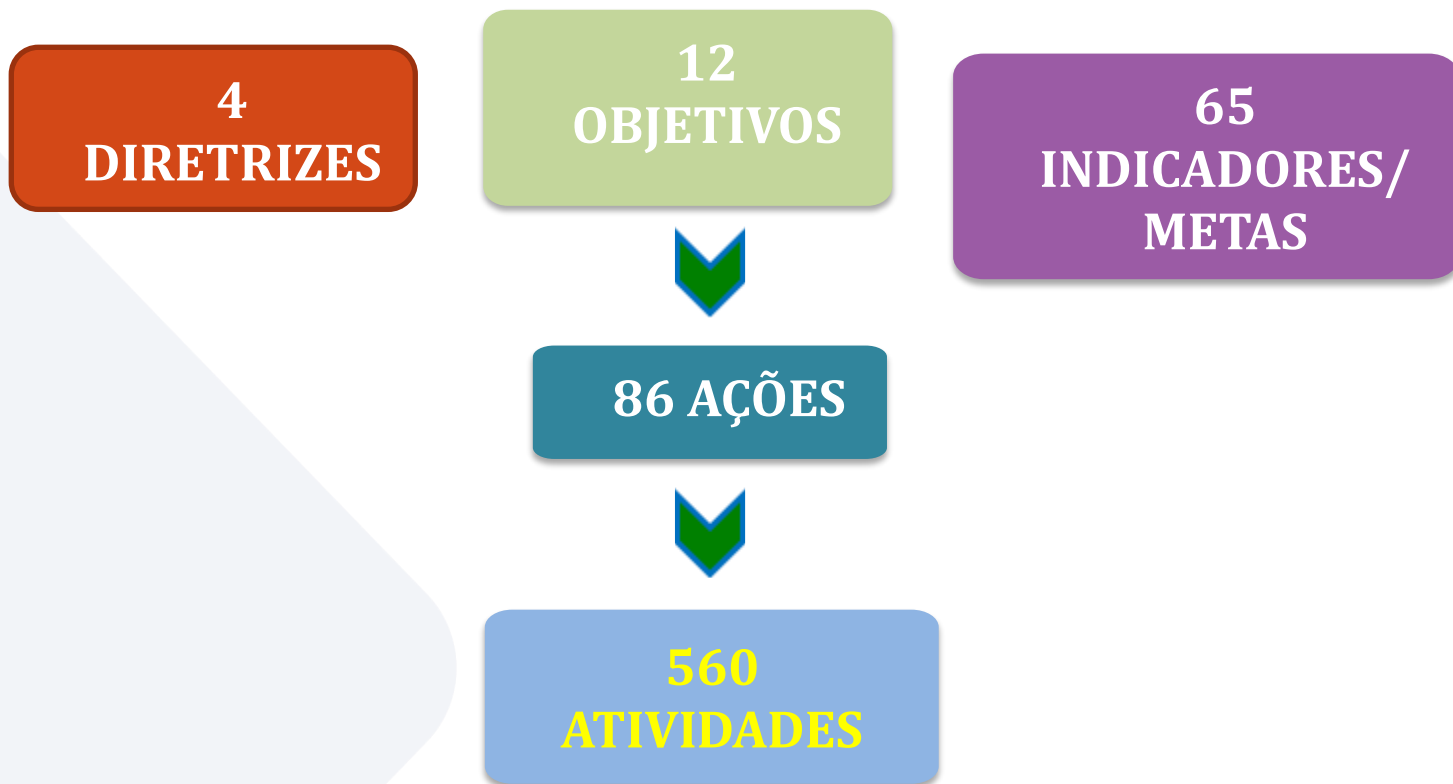 4
DIRETRIZES
12
OBJETIVOS
65
INDICADORES/
METAS
86 AÇÕES
560
ATIVIDADES